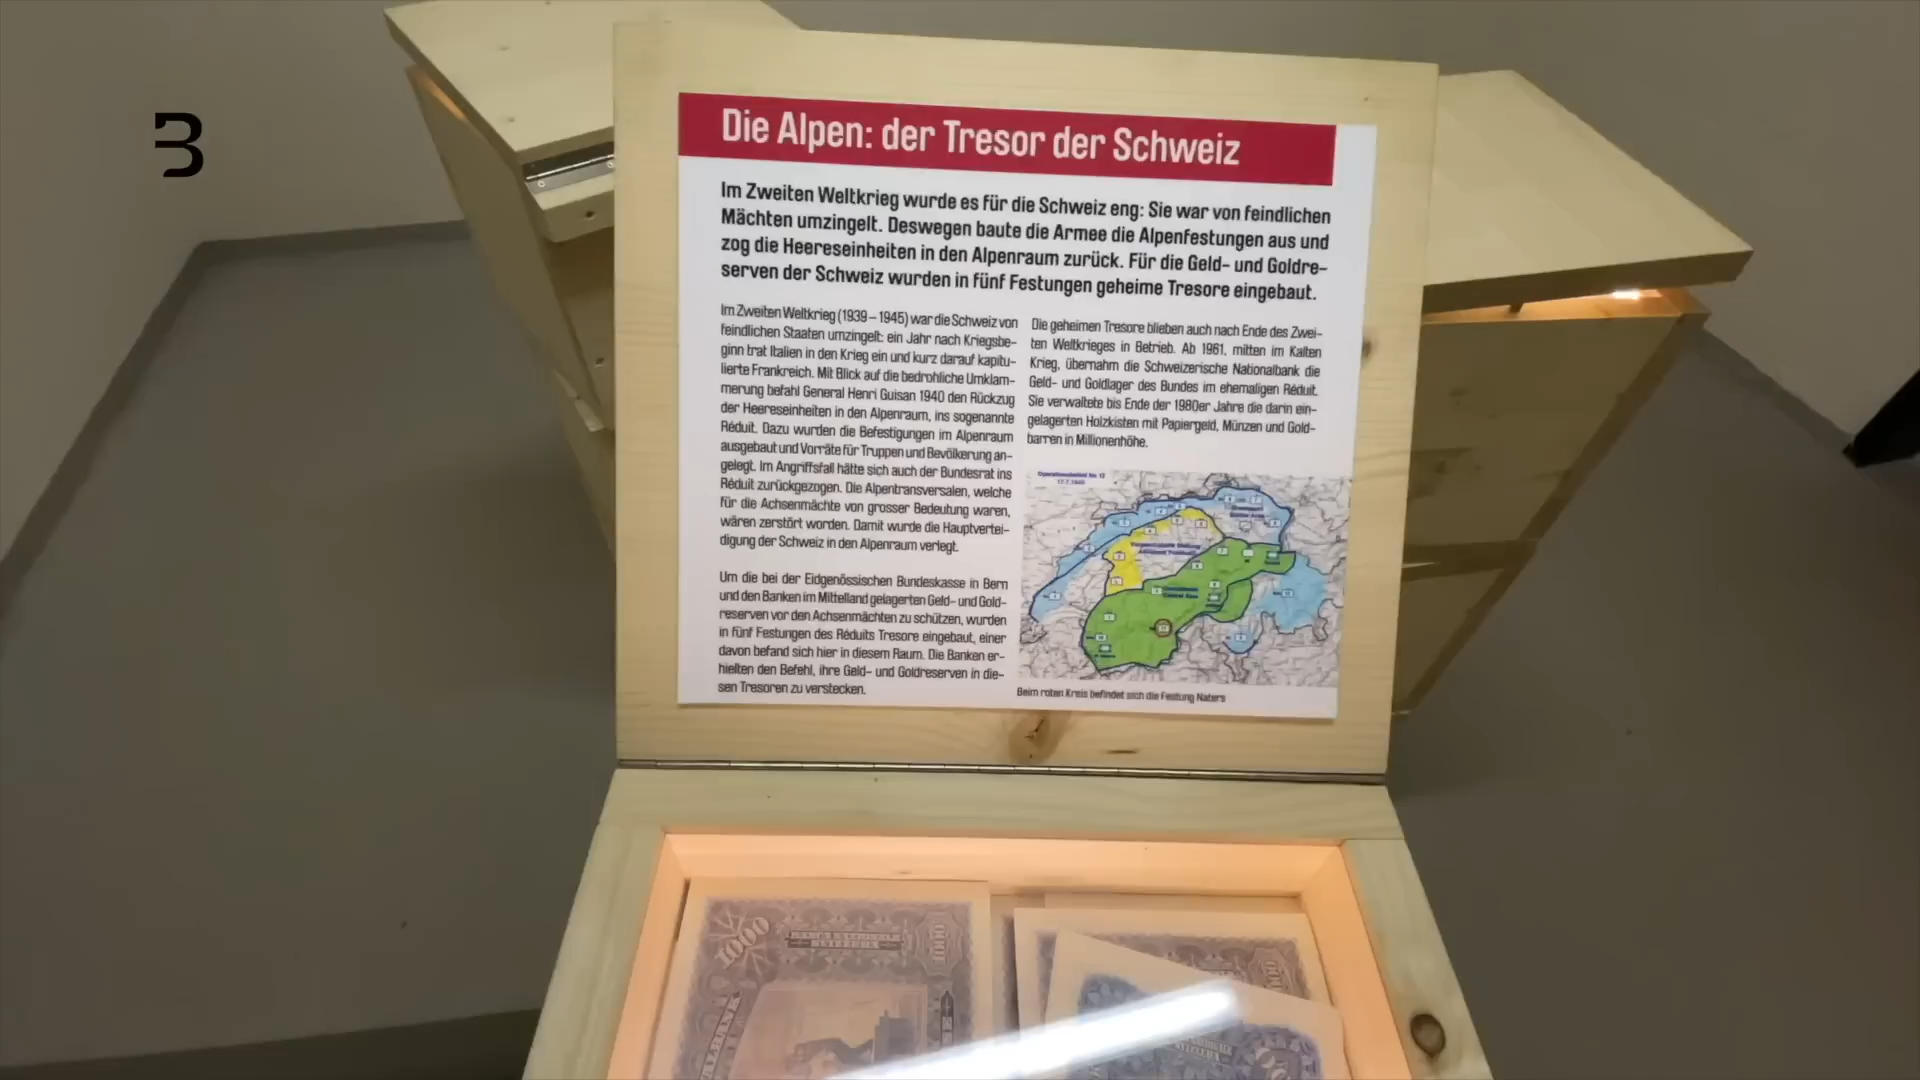 B
Die Alpen: der Tresor der Schweiz
Im Zweiten Weltkrieg wurde es für die Schweiz eng: Sie war von feindlichen
Mächten umzingelt. Deswegen baute die Armee die Alpenfestungen aus und
zog die Heereseinheiten in den Alpenraum zurück. Für die Geld- und Goldre-
serven der Schweiz wurden in fünf Festungen geheime Tresore eingebaut.
Im Zweiten Weltkrieg (1939 – 1945) war die Schweiz von
feindlichen Staaten umzingelt: ein Jahr nach Kriegsbe-
ginn trat Italien in den Krieg ein und kurz darauf kapitu-
lierte Frankreich. Mit Blick auf die bedrohliche Umklam-
merung befahl General Henri Guisan 1940 den Rückzug
der Heereseinheiten in den Alpenraum, ins sogenannte
Réduit. Dazu wurden die Befestigungen im Alpenraum
ausgebaut und Vorräte für Truppen und Bevölkerung an-
gelegt. Im Angriffsfall hätte sich auch der Bundesrat ins
Réduit zurückgezogen. Die Alpentransversalen, welche
für die Achsenmächte von grosser Bedeutung waren,
wären zerstört worden. Damit wurde die Hauptvertei-
digung der Schweiz in den Alpenraum verlegt.
Um die bei der Eidgenössischen Bundeskasse in Bern
und den Banken im Mittelland gelagerten Geld- und Gold-
reserven vor den Achsenmächten zu schützen, wurden
in fünf Festungen des Réduits Tresore eingebaut, einer
davon befand sich hier in diesem Raum. Die Banken er-
hielten den Befehl, ihre Geld- und Goldreserven in die-
sen Tresoren zu verstecken.
Die geheimen Tresore blieben auch nach Ende des Zwei-
ten Weltkrieges in Betrieb. Ab 1961, mitten im Kalten
Krieg, übernahm die Schweizerische Nationalbank die
Geld- und Goldlager des Bundes im ehemaligen Réduit.
Sie verwaltete bis Ende der 1980er Jahre die darin ein-
gelagerten Holzkisten mit Papiergeld, Münzen und Gold-
barren in Millionenhöhe.
Operationsbefehl Nr. 12
17.7.1940
Beim roten Kreis befindet sich die Festung Naters
1000